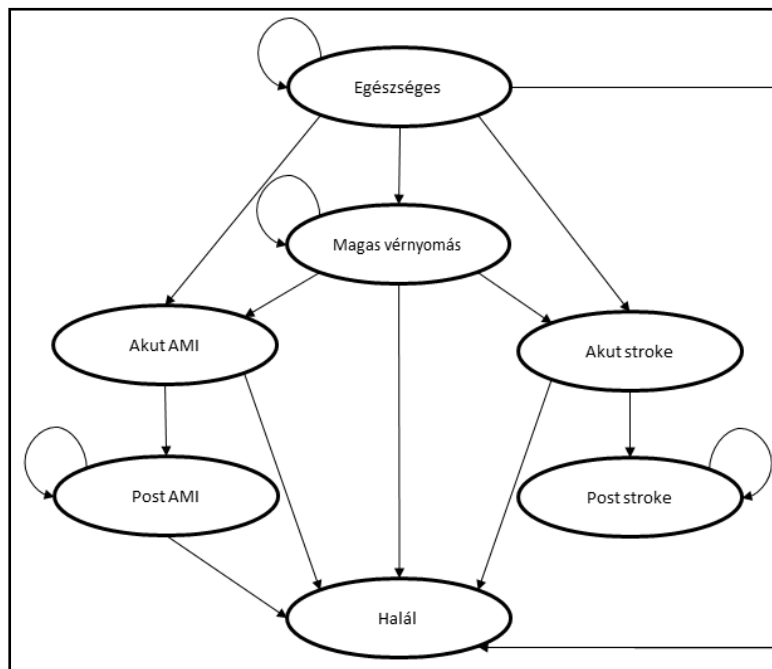 Egészséges
Magas vérnyomás
Akut AMI
Akut stroke
Post AMI
Post stroke
Halál